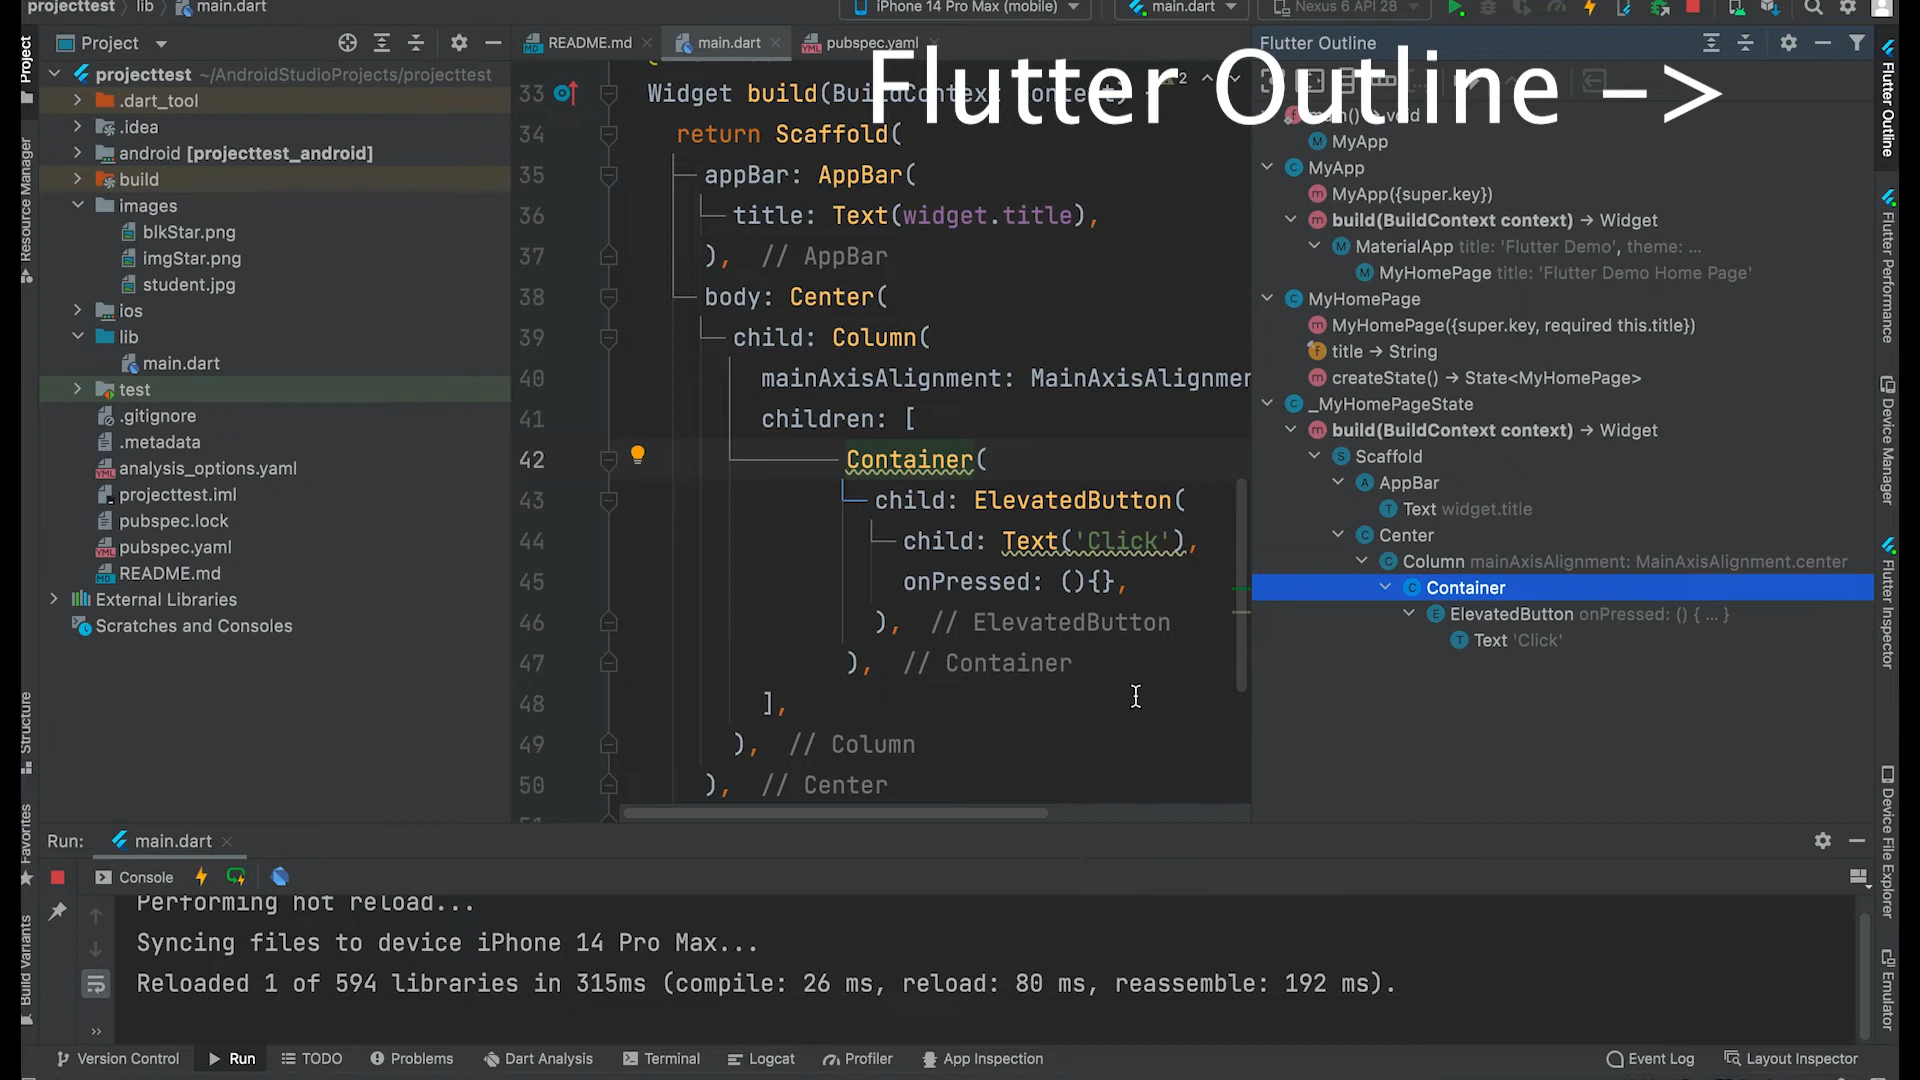 projecttest
lib
main.dart
iPhone 14 Pro Max (mobile)
main.dart
Nexus 6 API 28
Project
README.md
main.dart
pubspec.yaml
Flutter Outline
Flutter Outline –>
projecttest ~/AndroidStudioProjects/projecttest
.dart_tool
.idea
android [projecttest_android]
build
images
blkStar.png
imgStar.png
student.jpg
ios
lib
main.dart
test
.gitignore
.metadata
analysis_options.yaml
projecttest.iml
pubspec.lock
pubspec.yaml
README.md
External Libraries
Scratches and Consoles
33 Widget build(BuildContext context)
34 return Scaffold(
35 appBar: AppBar(
36 title: Text(widget.title),
37 ), // AppBar
38 body: Center(
39 child: Column(
40 mainAxisAlignment: MainAxisAlignmen
41 children: [
42 Container(
43 child: ElevatedButton(
44 child: Text('Click'),
45 onPressed: (){},
46 ), // ElevatedButton
47 ), // Container
48 ],
49 ), // Column
50 ), // Center
2
main() → void
MyApp
MyApp
MyApp({super.key})
build(BuildContext context) → Widget
MaterialApp title: 'Flutter Demo', theme: ...
MyHomePage title: 'Flutter Demo Home Page'
MyHomePage
MyHomePage({super.key, required this.title})
title → String
createState() → State<MyHomePage>
_MyHomePageState
build(BuildContext context) → Widget
Scaffold
AppBar
Text widget.title
Center
Column mainAxisAlignment: MainAxisAlignment.center
Container
ElevatedButton onPressed: () { ... }
Text 'Click'
Project
Resource Manager
Structure
Favorites
Build Variants
Flutter Outline
Flutter Performance
Device Manager
Flutter Inspector
Device File Explorer
Emulator
Run: main.dart
Console
Performing hot reload...
Syncing files to device iPhone 14 Pro Max...
Reloaded 1 of 594 libraries in 315ms (compile: 26 ms, reload: 80 ms, reassemble: 192 ms).
Version Control
Run
TODO
Problems
Dart Analysis
Terminal
Logcat
Profiler
App Inspection
Event Log
Layout Inspector